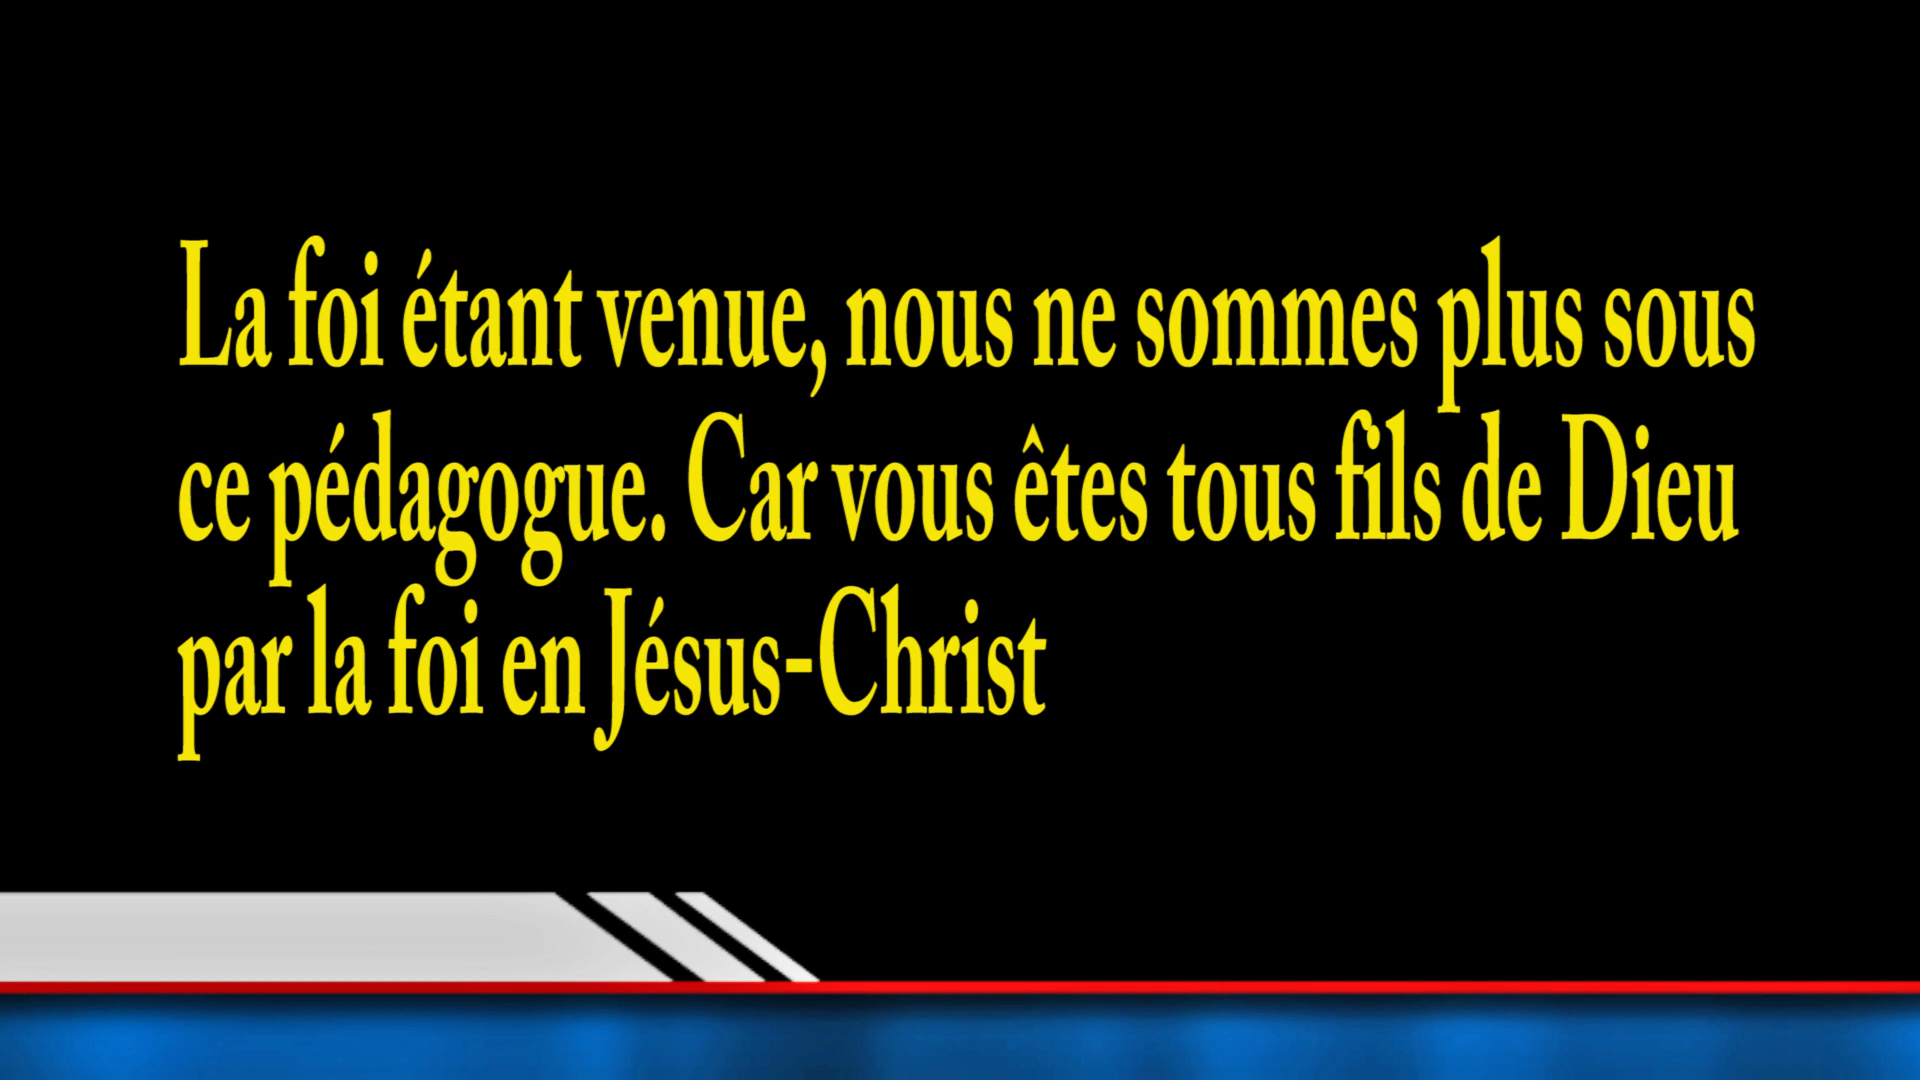 La foi étant venue, nous ne sommes plus sous
ce pédagogue. Car vous êtes tous fils de Dieu
par la foi en Jésus-Christ